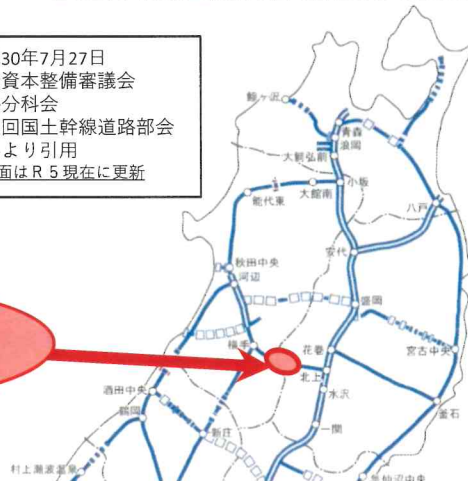 30年7月27日
資本整備審議会
分科会
回国土幹線道路部会
より引用
面はＲ５現在に更新
鰺ヶ沢
青森
浪岡
大鰐弘前
小坂
大館南
能代東
八戸
安代
秋田中央
河辺
盛岡
横手
花巻
宮古中央
北上
酒田中央
水沢
釜石
鶴岡
新庄
一関
村上瀬波温泉
気仙沼中央